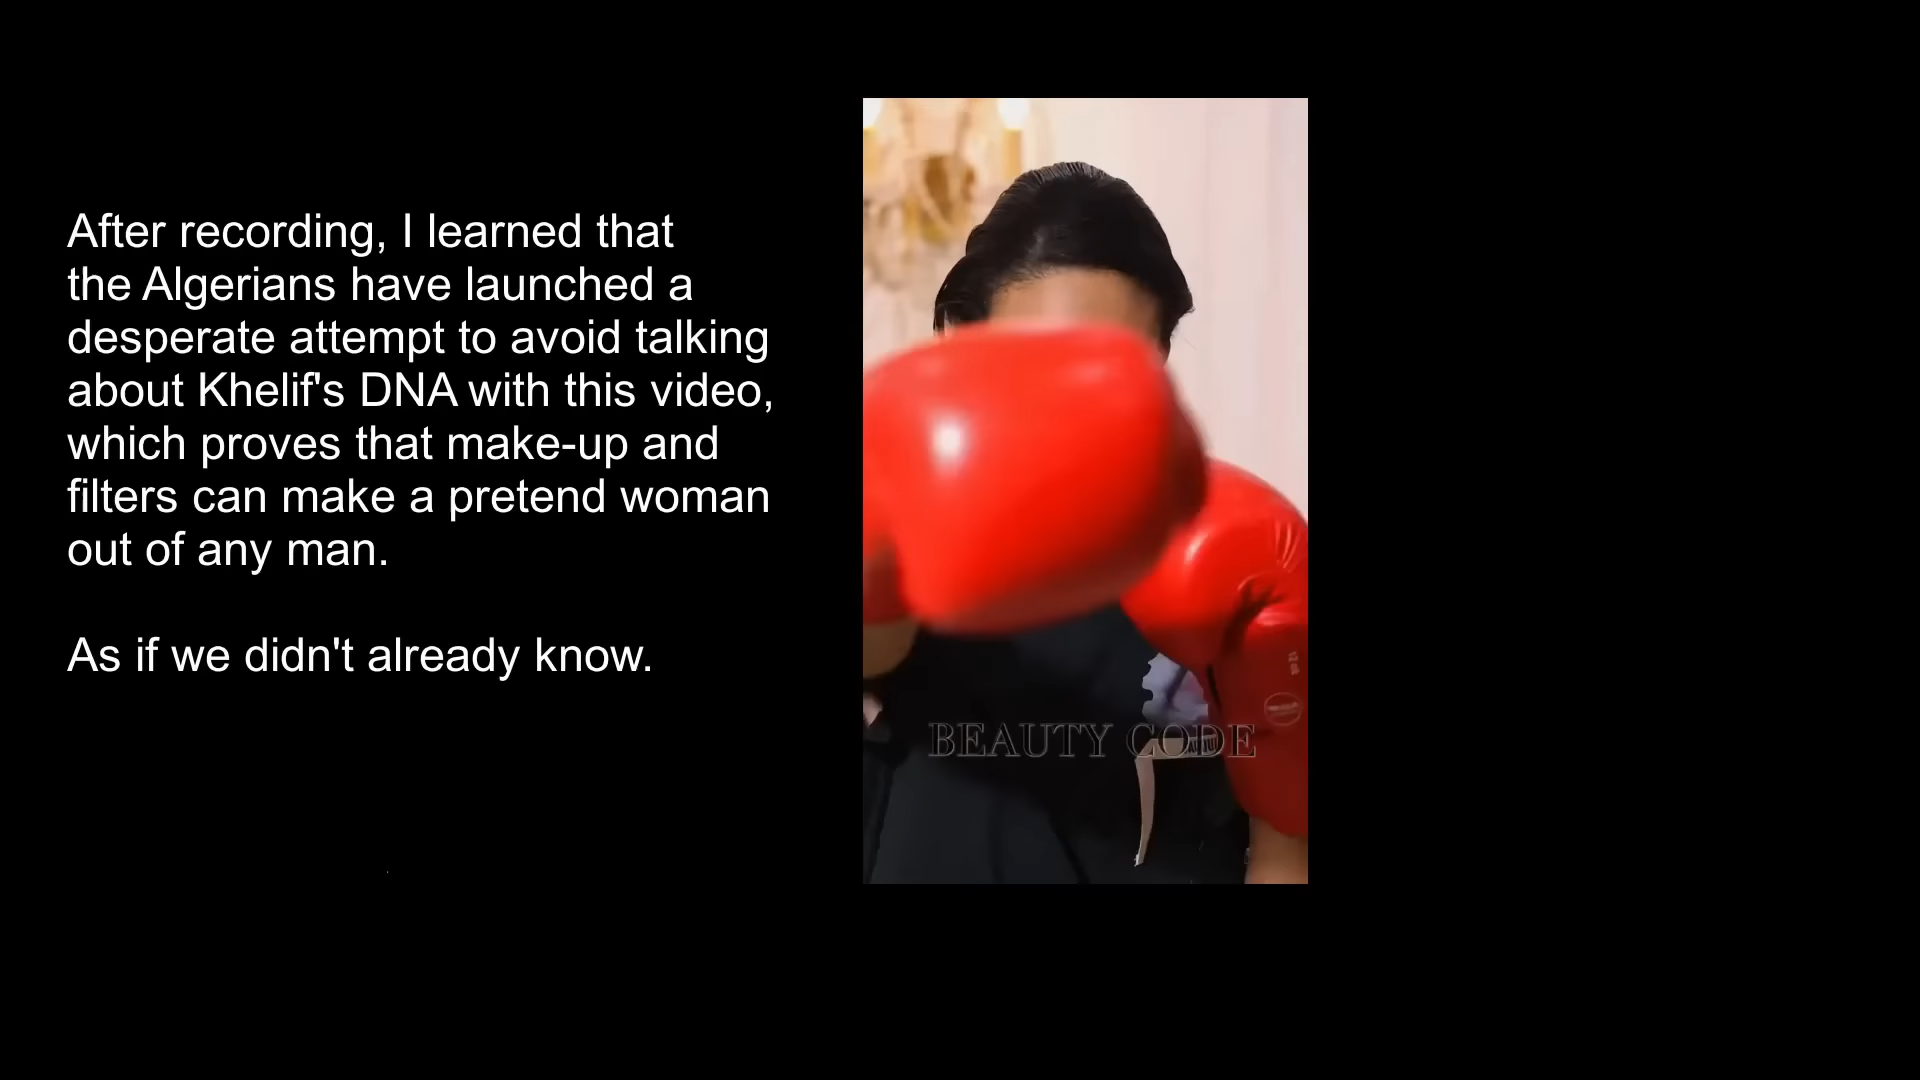 After recording, I learned that
the Algerians have launched a
desperate attempt to avoid talking
about Khelif's DNA with this video,
which proves that make-up and
filters can make a pretend woman
out of any man.
As if we didn't already know.
BEAUTY CODE